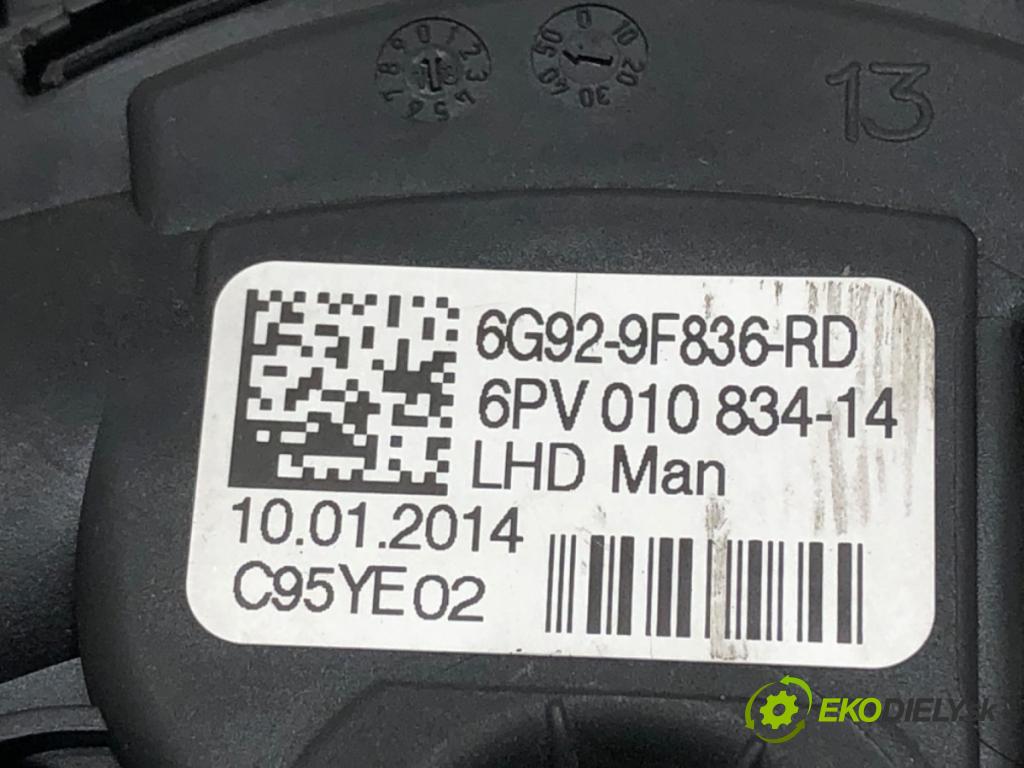 13
6G92-9F836-RD
6PV 010 834-14
LHD Man
10.01.2014
C95YE02
EKODIELY.sk